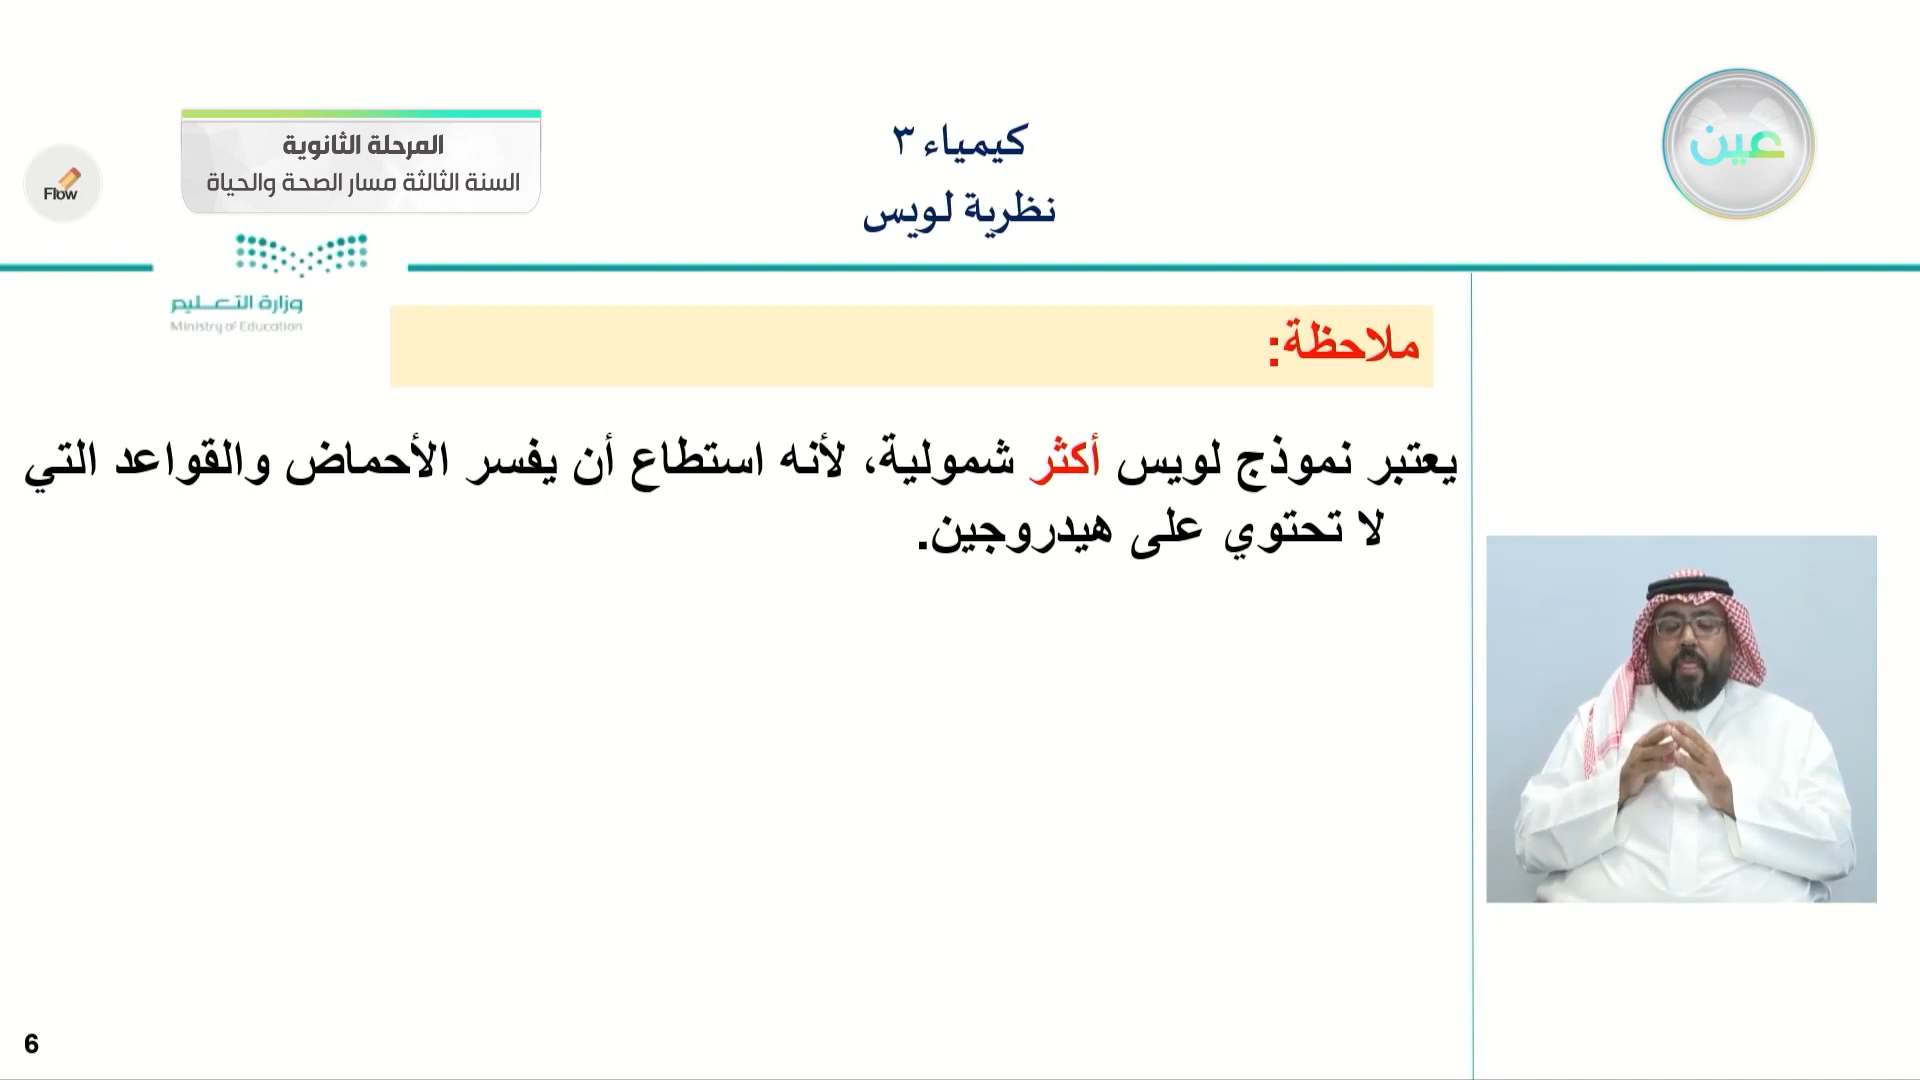 كيمياء ٣
نظرية لويس
عين
المرحلة الثانوية
السنة الثالثة مسار الصحة والحياة
Flow
وزارة التعليم
Ministry of Education
ملاحظة:
يعتبر نموذج لويس أكثر شمولية، لأنه استطاع أن يفسر الأحماض والقواعد التي
لا تحتوي على هيدروجين.
6